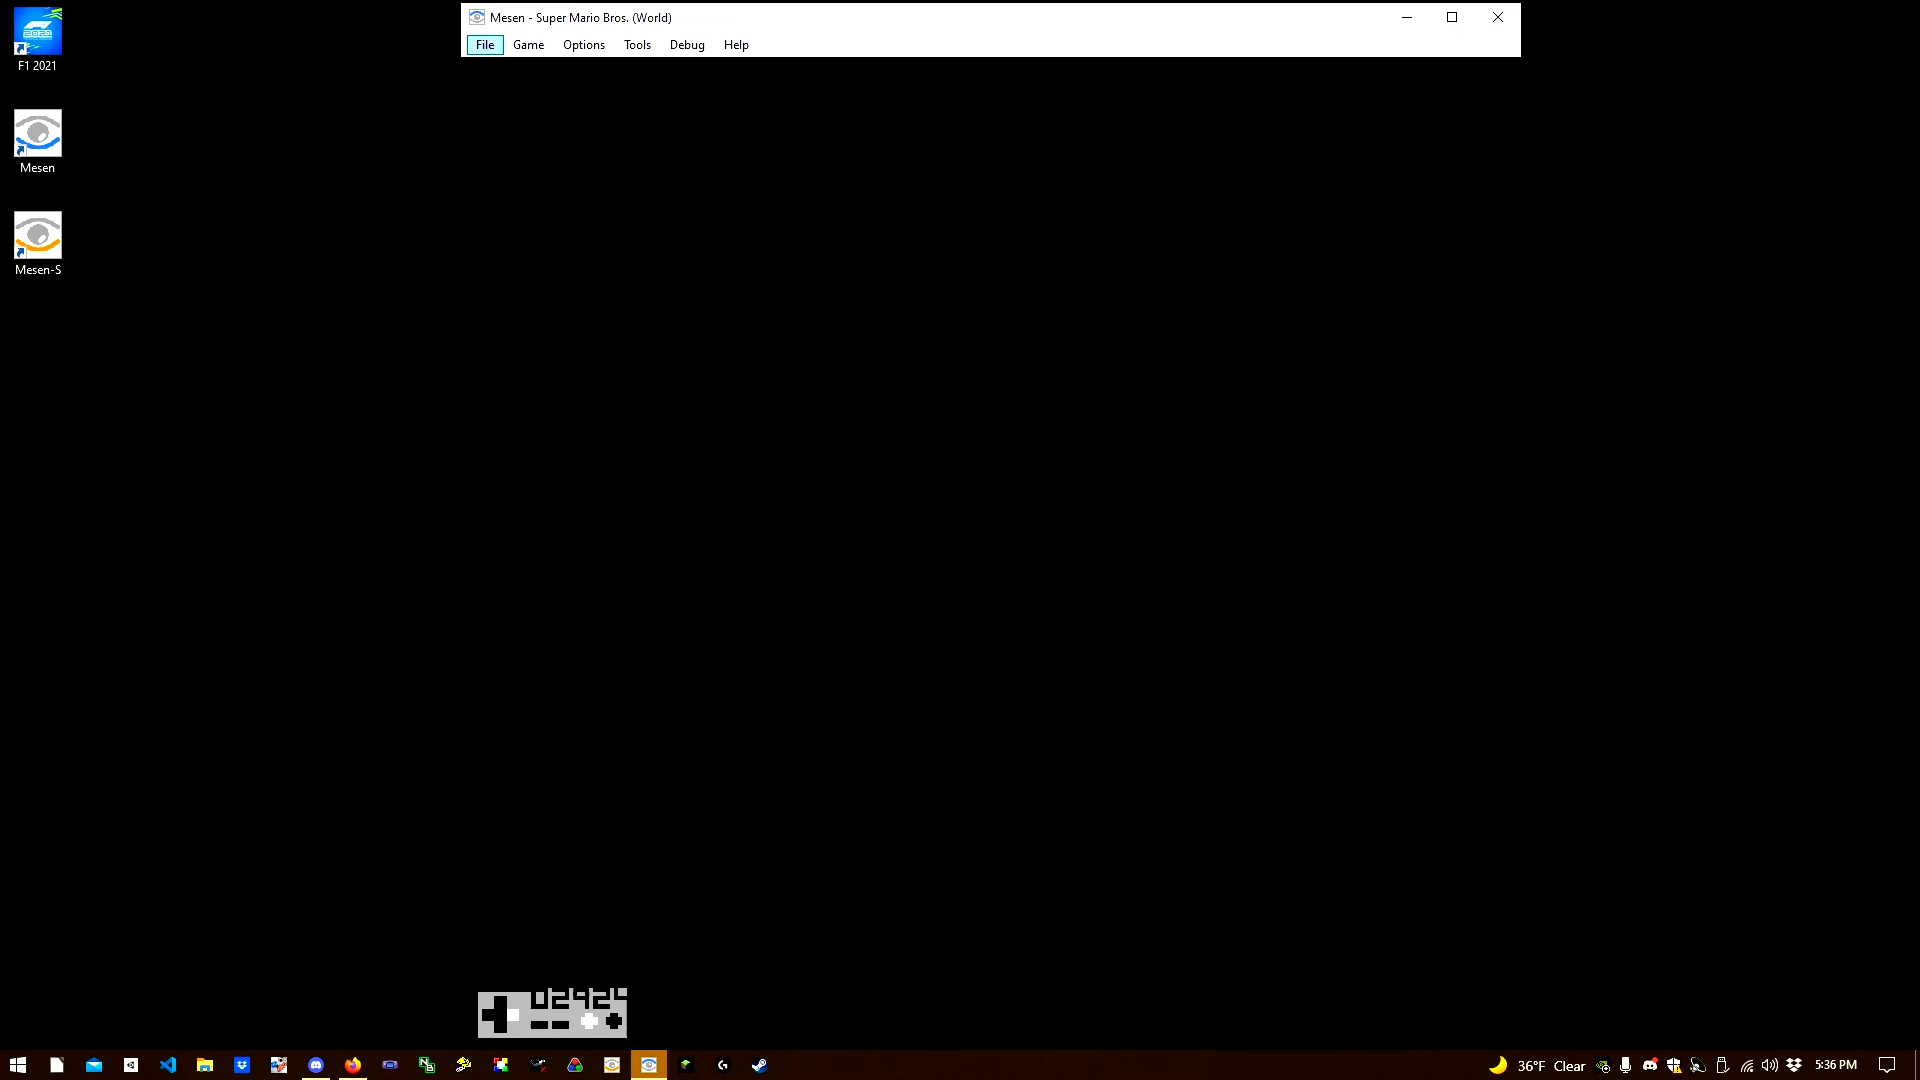 Mesen - Super Mario Bros. (World)
File Game Options Tools Debug Help
F1 2021
Mesen
Mesen-S
36°F Clear
5:36 PM